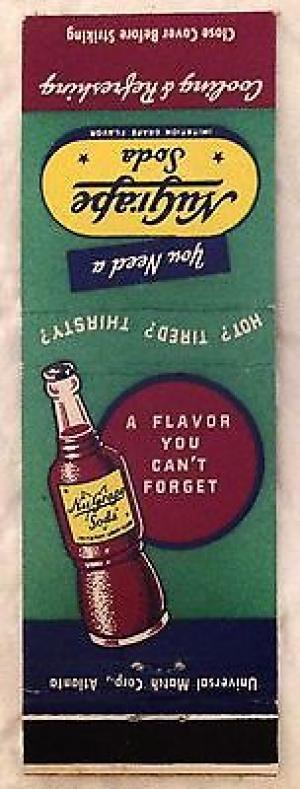 Close Cover Before Striking
Cooling & Refreshing
You Need a
NuGrape
Soda
IMITATION GRAPE FLAVOR
HOT? TIRED? THIRSTY?
A FLAVOR
YOU
CAN'T
FORGET
NuGrape
Soda
Universal Match Corp., Atlanta